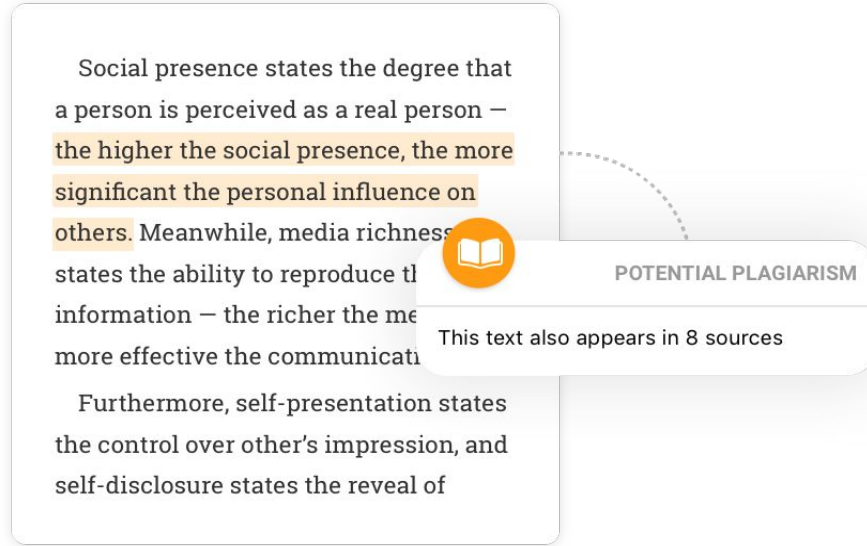 Social presence states the degree that
a person is perceived as a real person —
the higher the social presence, the more
significant the personal influence on
others. Meanwhile, media richness
states the ability to reproduce
information — the richer the
more effective the
Furthermore, self-presentation states
the control over other’s impression, and
self-disclosure states the reveal of
POTENTIAL PLAGIARISM
This text also appears in 8 sources